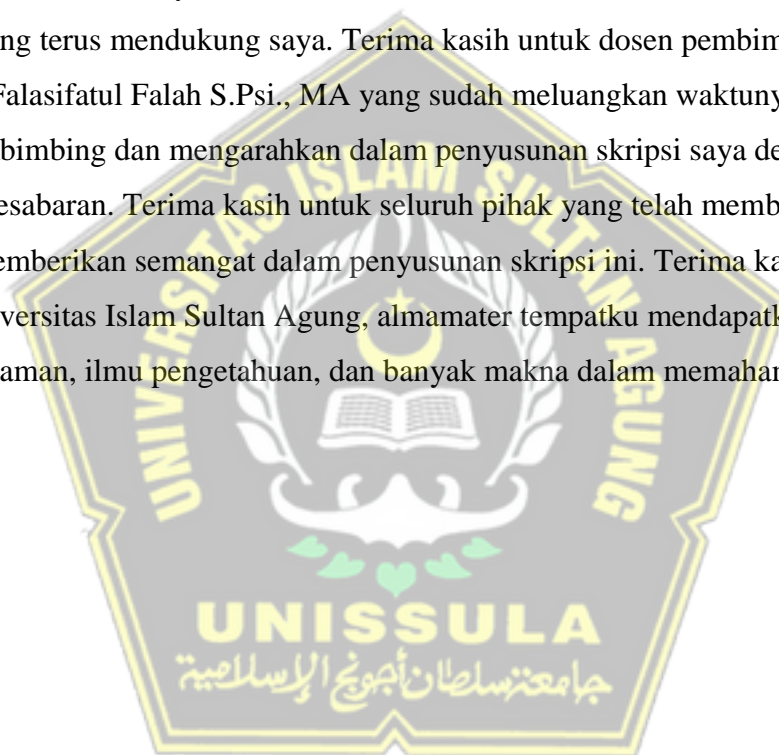 ng terus mendukung saya. Terima kasih untuk dosen pembim
Falasifatul Falah S.Psi., MA yang sudah meluangkan waktuny
bimbing dan mengarahkan dalam penyusunan skripsi saya de
esabaran. Terima kasih untuk seluruh pihak yang telah memb
emberikan semangat dalam penyusunan skripsi ini. Terima ka
versitas Islam Sultan Agung, almamater tempatku mendapatk
aman, ilmu pengetahuan, dan banyak makna dalam memahan
UNIVERSITAS ISLAM SULTAN AGUNG
UNISSULA
جامعة سلطان أجونج الإسلامية